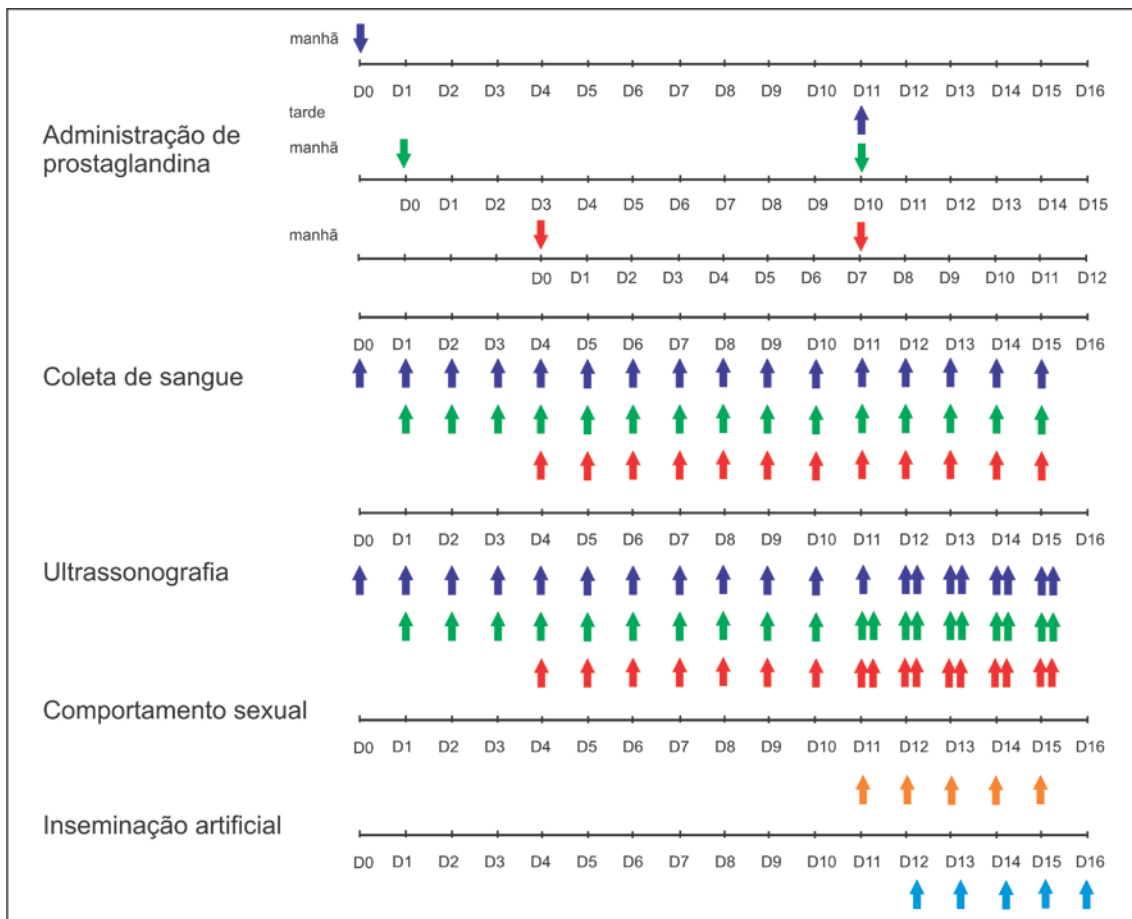 manhã
D0 D1 D2 D3 D4 D5 D6 D7 D8 D9 D10 D11 D12 D13 D14 D15 D16
tarde
Administração de
prostaglandina
manhã
D0 D1 D2 D3 D4 D5 D6 D7 D8 D9 D10 D11 D12 D13 D14 D15
manhã
D0 D1 D2 D3 D4 D5 D6 D7 D8 D9 D10 D11 D12
D0 D1 D2 D3 D4 D5 D6 D7 D8 D9 D10 D11 D12 D13 D14 D15 D16
Coleta de sangue
D0 D1 D2 D3 D4 D5 D6 D7 D8 D9 D10 D11 D12 D13 D14 D15 D16
Ultrassonografia
Comportamento sexual
D0 D1 D2 D3 D4 D5 D6 D7 D8 D9 D10 D11 D12 D13 D14 D15 D16
Inseminação artificial
D0 D1 D2 D3 D4 D5 D6 D7 D8 D9 D10 D11 D12 D13 D14 D15 D16